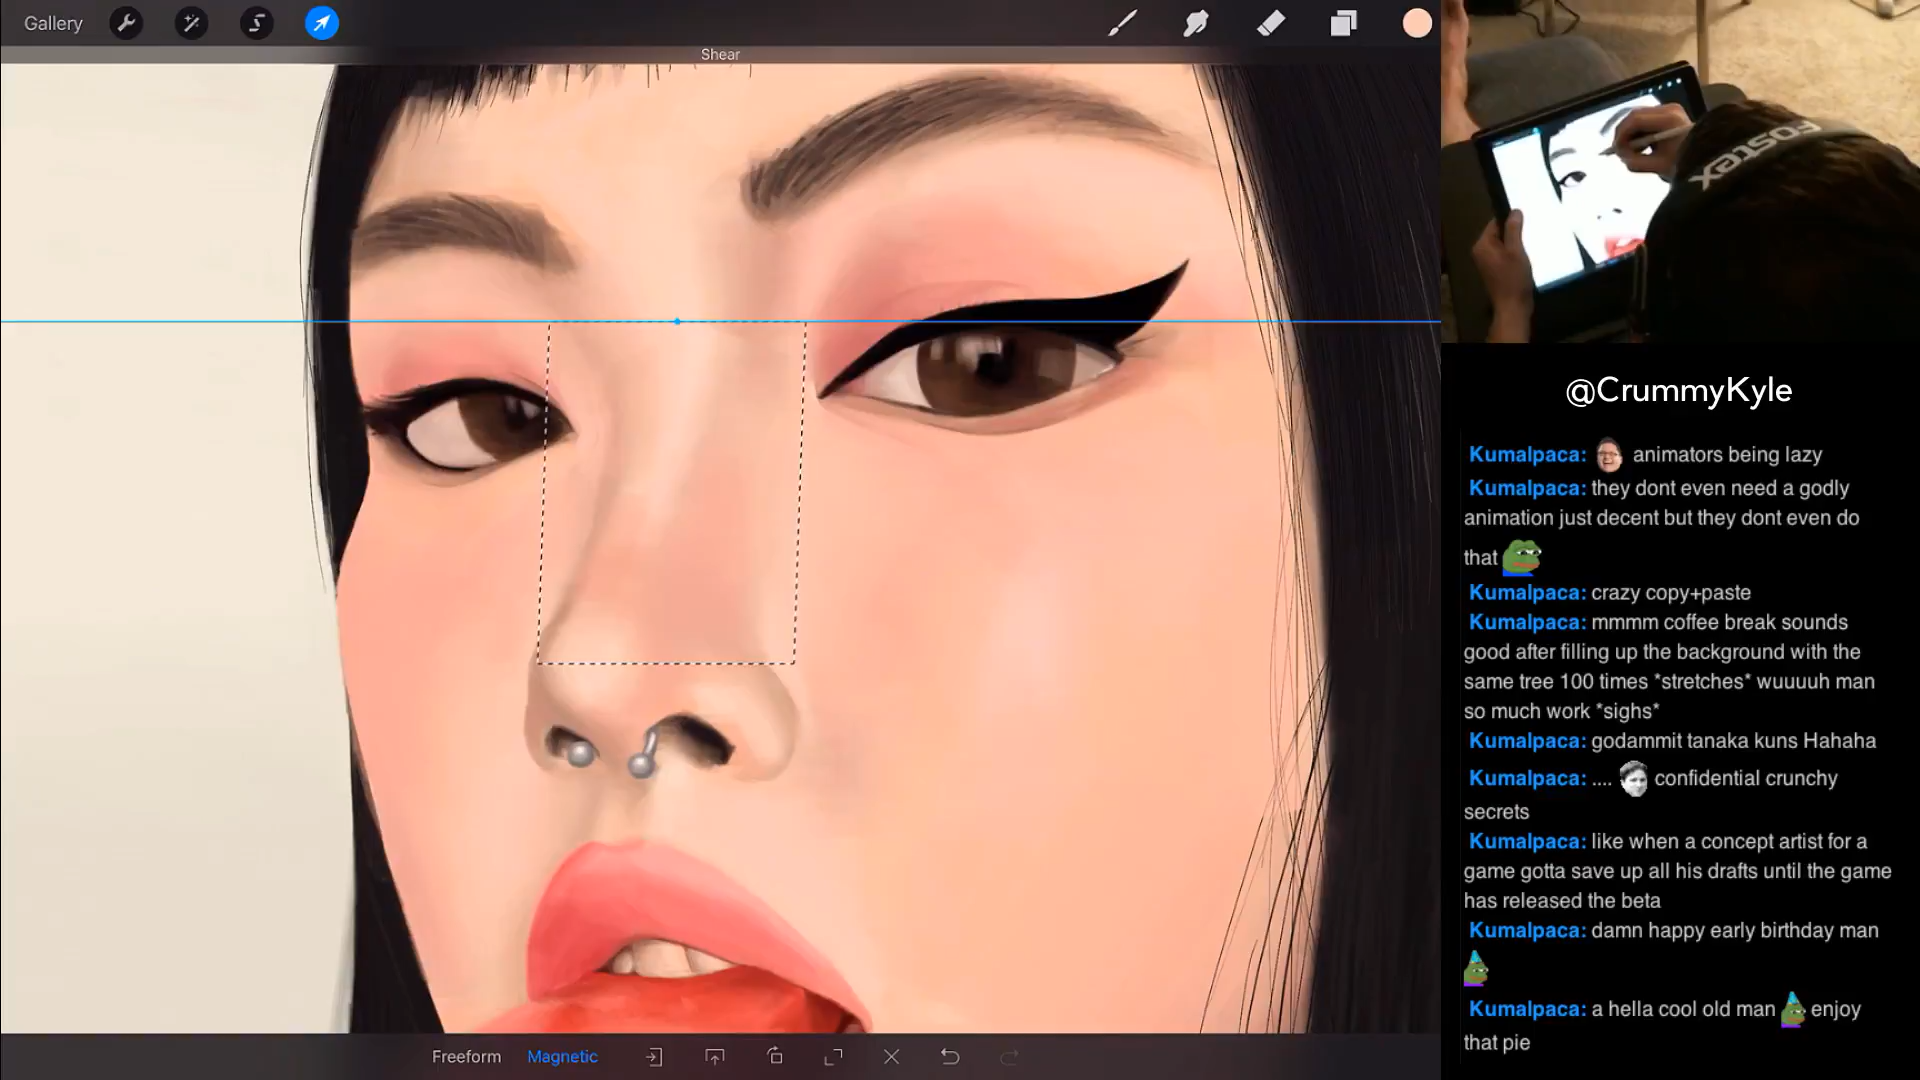 Gallery
Shear
FOSTEX
@CrummyKyle
Kumalpaca: animators being lazy
Kumalpaca: they dont even need a godly
animation just decent but they dont even do
that
Kumalpaca: crazy copy+paste
Kumalpaca: mmmm coffee break sounds
good after filling up the background with the
same tree 100 times *stretches* wuuuuh man
so much work *sighs*
Kumalpaca: godammit tanaka kuns Hahaha
Kumalpaca: .... confidential crunchy
secrets
Kumalpaca: like when a concept artist for a
game gotta save up all his drafts until the game
has released the beta
Kumalpaca: damn happy early birthday man
Kumalpaca: a hella cool old man enjoy
that pie
Freeform Magnetic